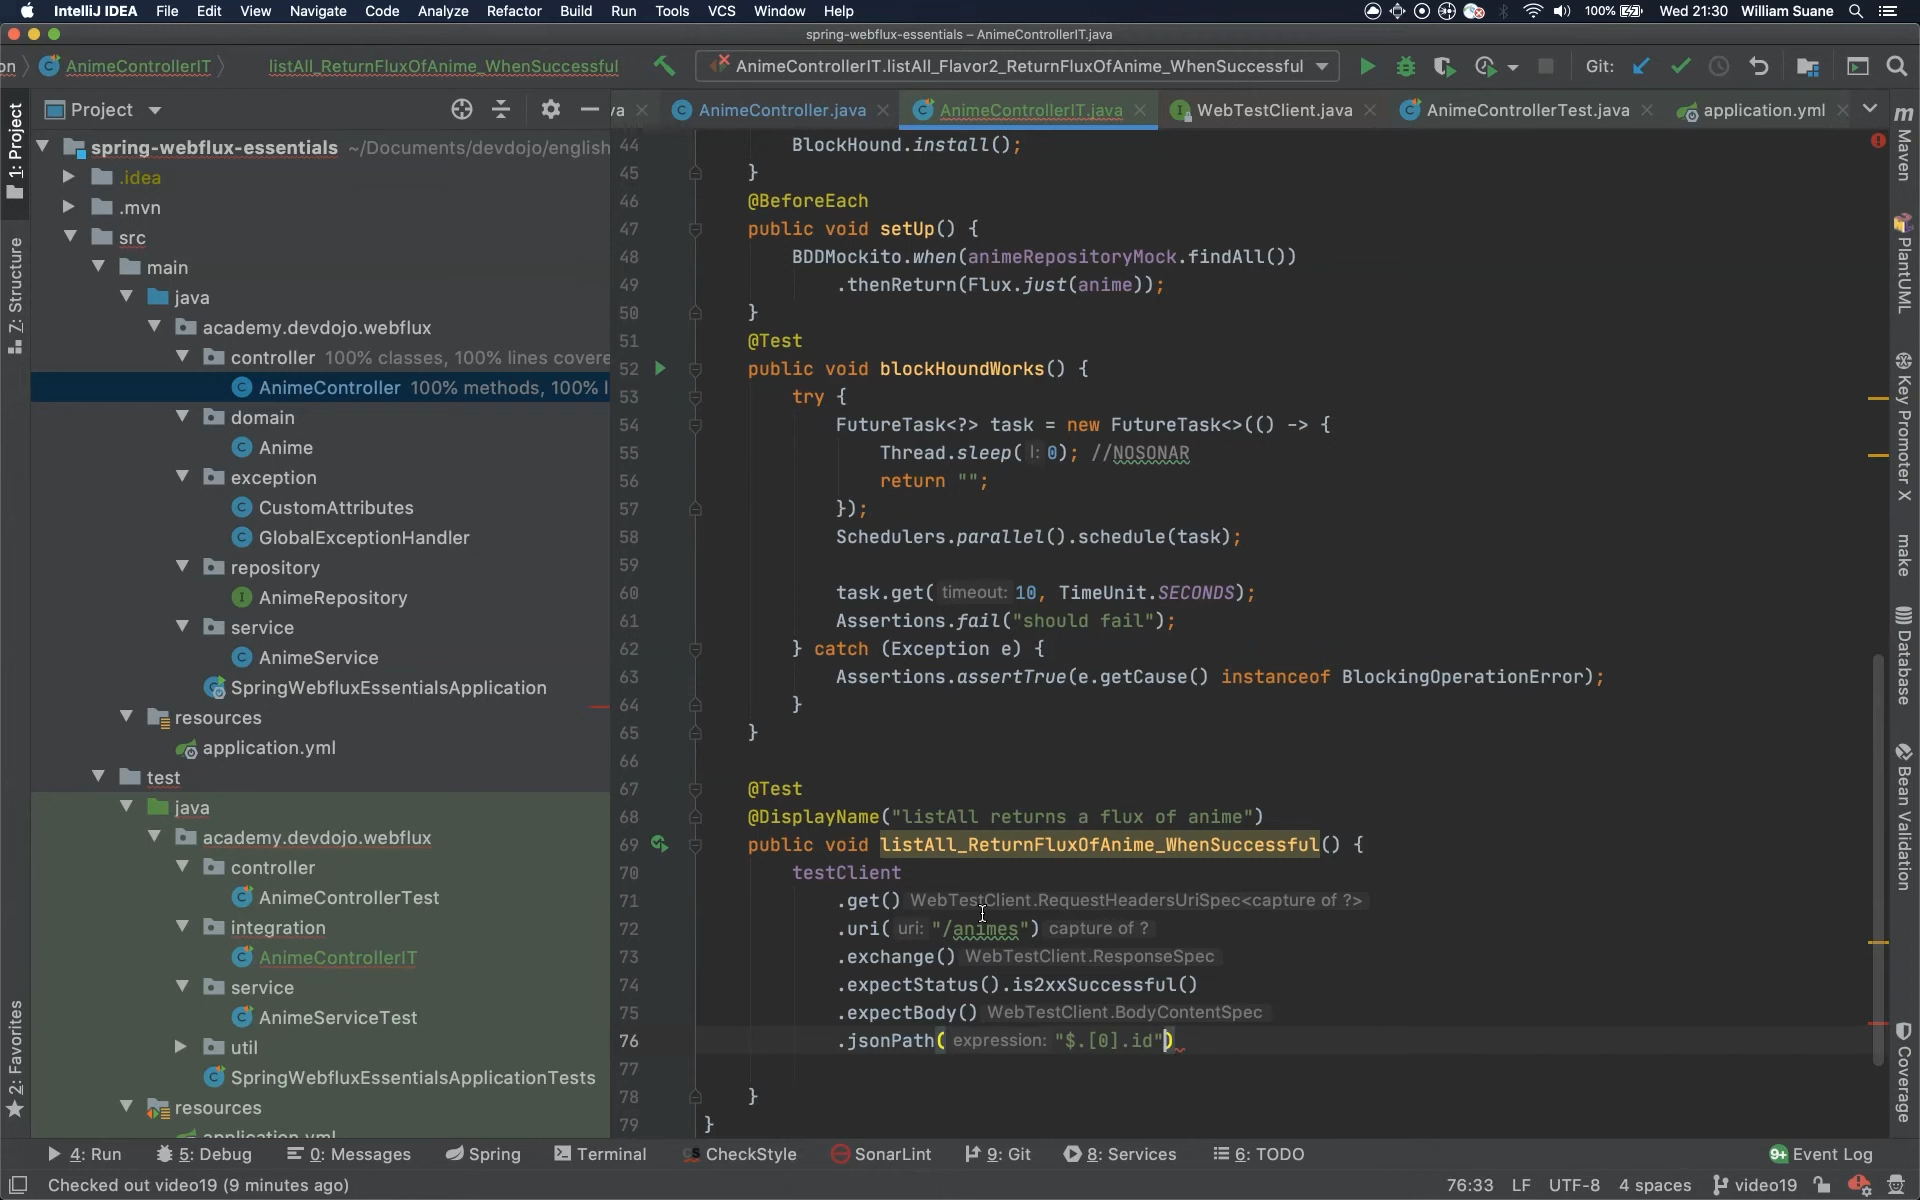 IntelliJ IDEA File Edit View Navigate Code Analyze Refactor Build Run Tools VCS Window Help 100% Wed 21:30 William Suane
spring-webflux-essentials – AnimeControllerIT.java
on AnimeControllerIT listAll_ReturnFluxOfAnime_WhenSuccessful AnimeControllerIT.listAll_Flavor2_ReturnFluxOfAnime_WhenSuccessful Git:
Project va AnimeController.java AnimeControllerIT.java WebTestClient.java AnimeControllerTest.java application.yml
1: Project
7: Structure
2: Favorites
spring-webflux-essentials ~/Documents/devdojo/english
.idea
.mvn
src
main
java
academy.devdojo.webflux
controller 100% classes, 100% lines covere
AnimeController 100% methods, 100% l
domain
Anime
exception
CustomAttributes
GlobalExceptionHandler
repository
AnimeRepository
service
AnimeService
SpringWebfluxEssentialsApplication
resources
application.yml
test
java
academy.devdojo.webflux
controller
AnimeControllerTest
integration
AnimeControllerIT
service
AnimeServiceTest
util
SpringWebfluxEssentialsApplicationTests
resources
application.yml
44 BlockHound.install();
45 }
46 @BeforeEach
47 public void setUp() {
48 BDDMockito.when(animeRepositoryMock.findAll())
49 .thenReturn(Flux.just(anime));
50 }
51 @Test
52 public void blockHoundWorks() {
53 try {
54 FutureTask<?> task = new FutureTask<>(() -> {
55 Thread.sleep( l: 0); //NOSONAR
56 return "";
57 });
58 Schedulers.parallel().schedule(task);
59
60 task.get( timeout: 10, TimeUnit.SECONDS);
61 Assertions.fail("should fail");
62 } catch (Exception e) {
63 Assertions.assertTrue(e.getCause() instanceof BlockingOperationError);
64 }
65 }
66
67 @Test
68 @DisplayName("listAll returns a flux of anime")
69 public void listAll_ReturnFluxOfAnime_WhenSuccessful() {
70 testClient
71 .get() WebTestClient.RequestHeadersUriSpec<capture of ?>
72 .uri( uri: "/animes") capture of ?
73 .exchange() WebTestClient.ResponseSpec
74 .expectStatus().is2xxSuccessful()
75 .expectBody() WebTestClient.BodyContentSpec
76 .jsonPath( expression: "$.[0].id")
77
78 }
79 }
m Maven
PlantUML
Key Promoter X
make
Database
Bean Validation
Coverage
4: Run 5: Debug 0: Messages Spring Terminal CS CheckStyle SonarLint 9: Git 8: Services 6: TODO 9+ Event Log
Checked out video19 (9 minutes ago) 76:33 LF UTF-8 4 spaces video19